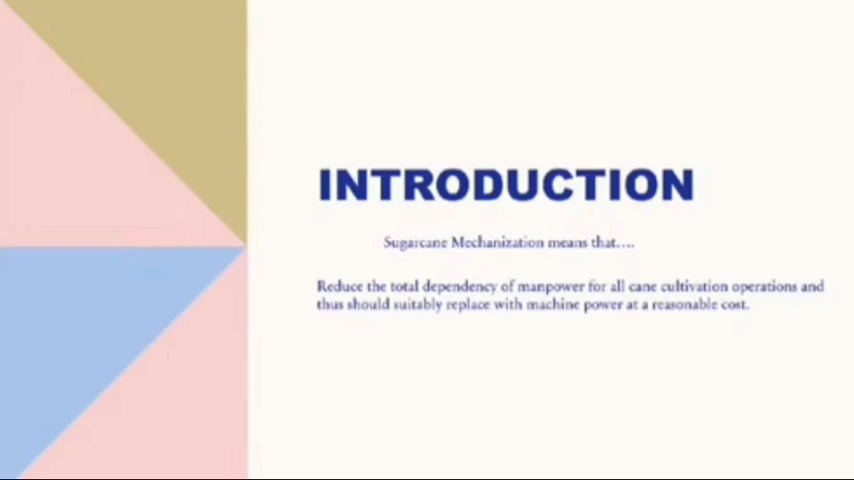 INTRODUCTION
Sugarcane Mechanization means that....
Reduce the total dependency of manpower for all cane cultivation operations and
thus should suitably replace with machine power at a reasonable cost.